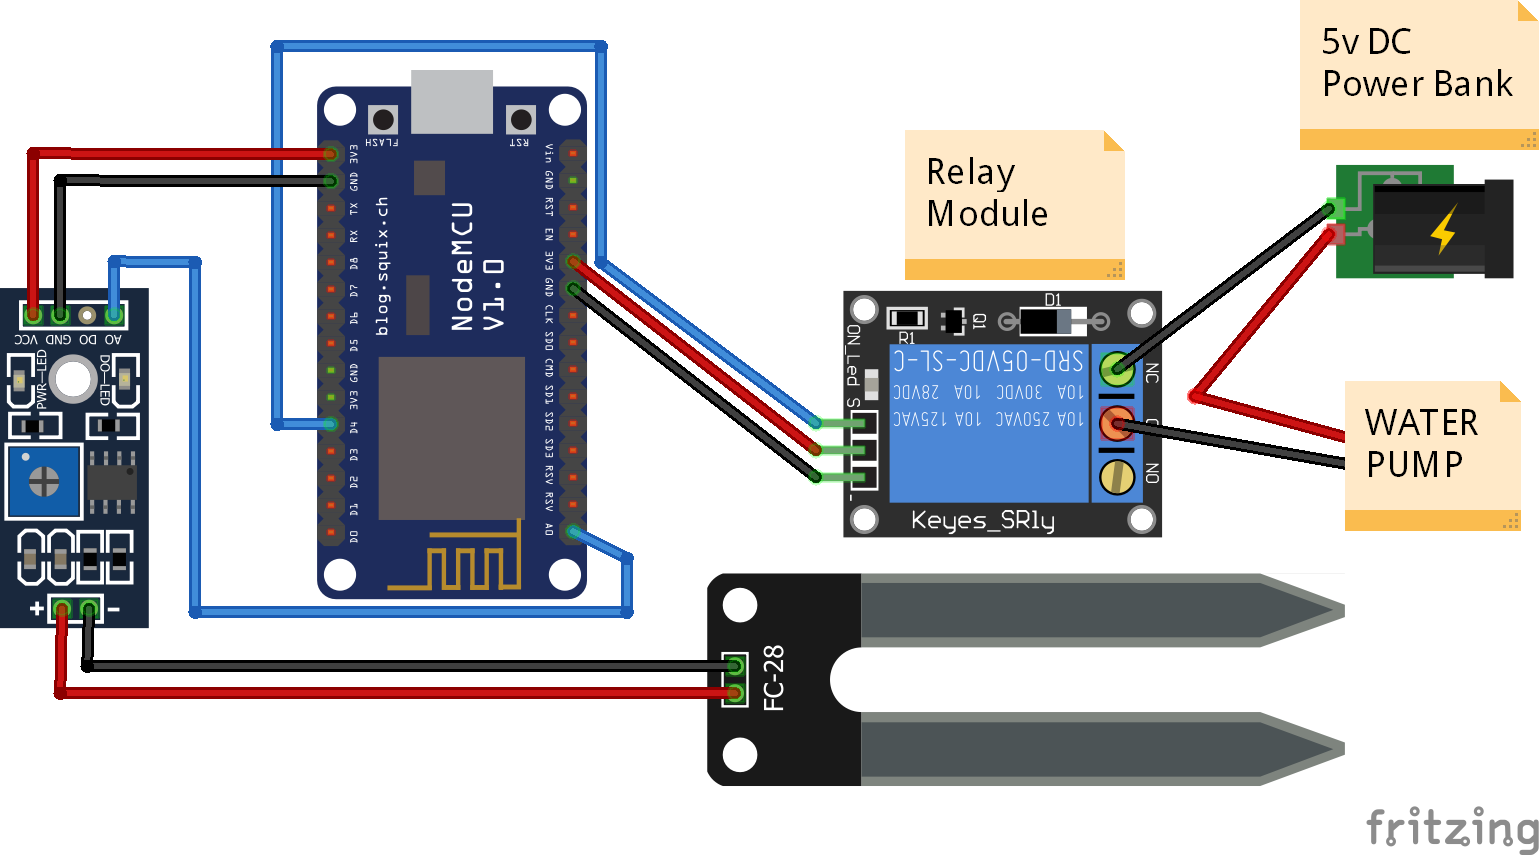 5v DC
Power Bank
Relay
Module
WATER
PUMP
FLASH
RST
3V3
GND
TX
RX
D8
D7
D6
D5
GND
3V3
D4
D3
D2
D1
D0
blog.squix.ch
NodeMCU
V1.0
Vin
GND
RST
EN
3V3
GND
CLK
SD0
CMD
SD1
SD2
SD3
RSV
RSV
A0
VCC GND DO AO
PWR-LED
DO-LED
+ -
R1
Q1
D1
ON_Led
S
-
SRD-05VDC-SL-C
10A 30VDC 10A 28VDC
10A 250VAC 10A 125VAC
NC
NO
Keyes_SRly
FC-28
fritzing